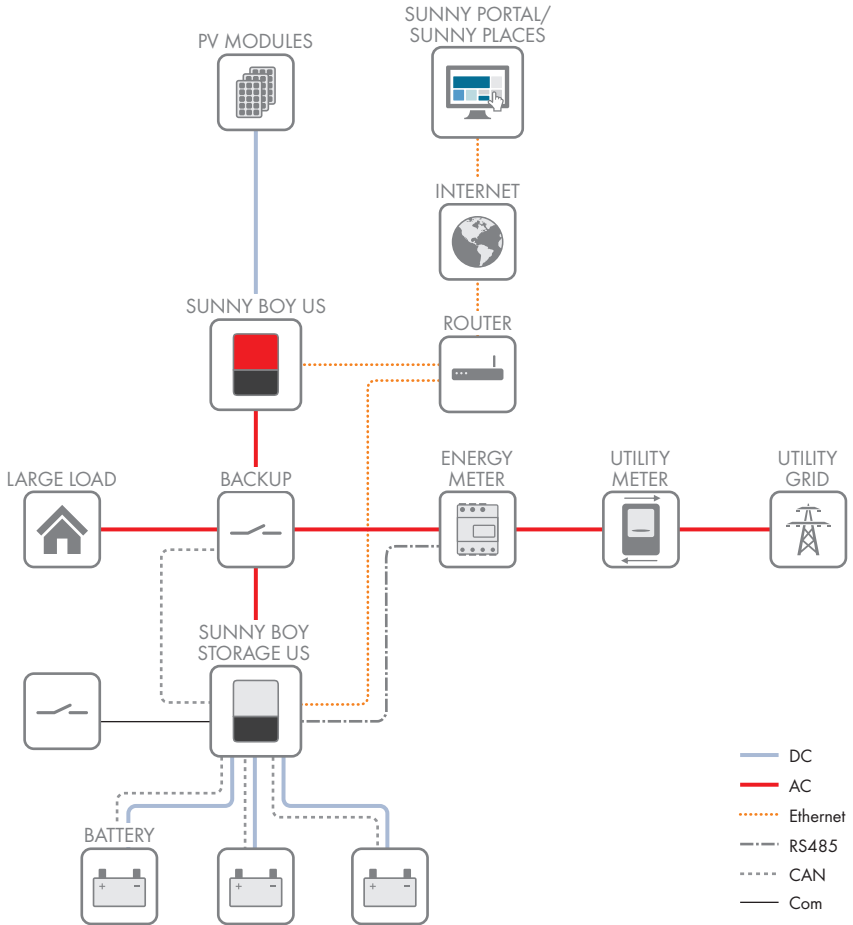 SUNNY PORTAL/
SUNNY PLACES
PV MODULES
INTERNET
SUNNY BOY US
ROUTER
LARGE LOAD
BACKUP
ENERGY
METER
UTILITY
METER
UTILITY
GRID
SUNNY BOY
STORAGE US
BATTERY
DC
AC
Ethernet
RS485
CAN
Com